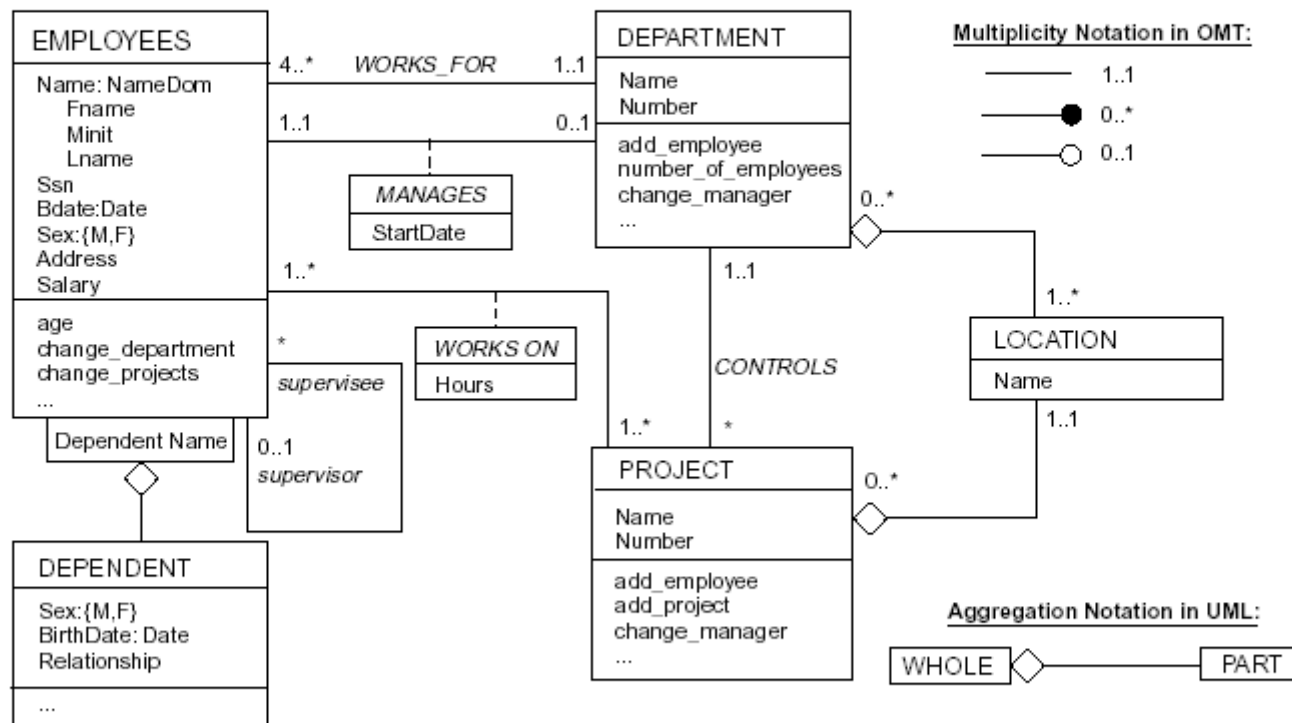 EMPLOYEES
Name: NameDom
Fname
Minit
Lname
Ssn
Bdate:Date
Sex:{M,F}
Address
Salary
age
change_department
change_projects
...
Dependent Name
4..*
WORKS_FOR
1..1
1..1
0..1
MANAGES
StartDate
1..*
WORKS ON
Hours
1..*
*
supervisee
0..1
supervisor
DEPENDENT
Sex:{M,F}
BirthDate: Date
Relationship
...
DEPARTMENT
Name
Number
add_employee
number_of_employees
change_manager
...
0..*
1..1
CONTROLS
*
1..*
LOCATION
Name
1..1
PROJECT
Name
Number
add_employee
add_project
change_manager
...
0..*
Multiplicity Notation in OMT:
1..1
0..*
0..1
Aggregation Notation in UML:
WHOLE
PART